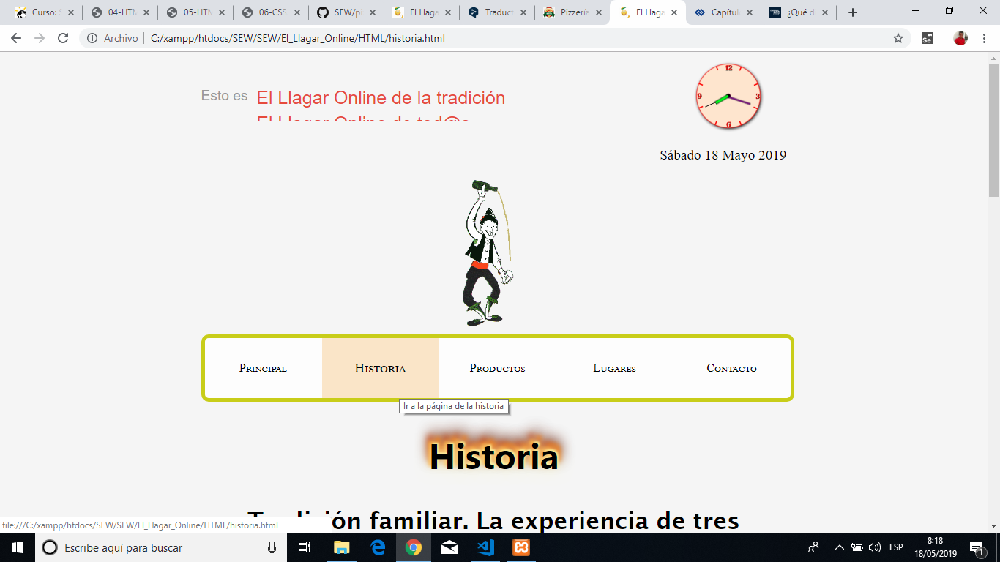 Curso: S
04-HTM
05-HTM
06-CSS
SEW/pi
El Llaga
Traduct
Pizzería
El Llaga
Capítul
¿Qué d
Archivo C:/xampp/htdocs/SEW/SEW/El_Llagar_Online/HTML/historia.html
Esto es El Llagar Online de la tradición
El Llagar Online de tod@s
12
3
6
9
Sábado 18 Mayo 2019
Principal Historia Productos Lugares Contacto
Ir a la página de la historia
Historia
Tradición familiar. La experiencia de tres
file:///C:/xampp/htdocs/SEW/SEW/El_Llagar_Online/HTML/historia.html
Escribe aquí para buscar
ESP
8:18
18/05/2019
1